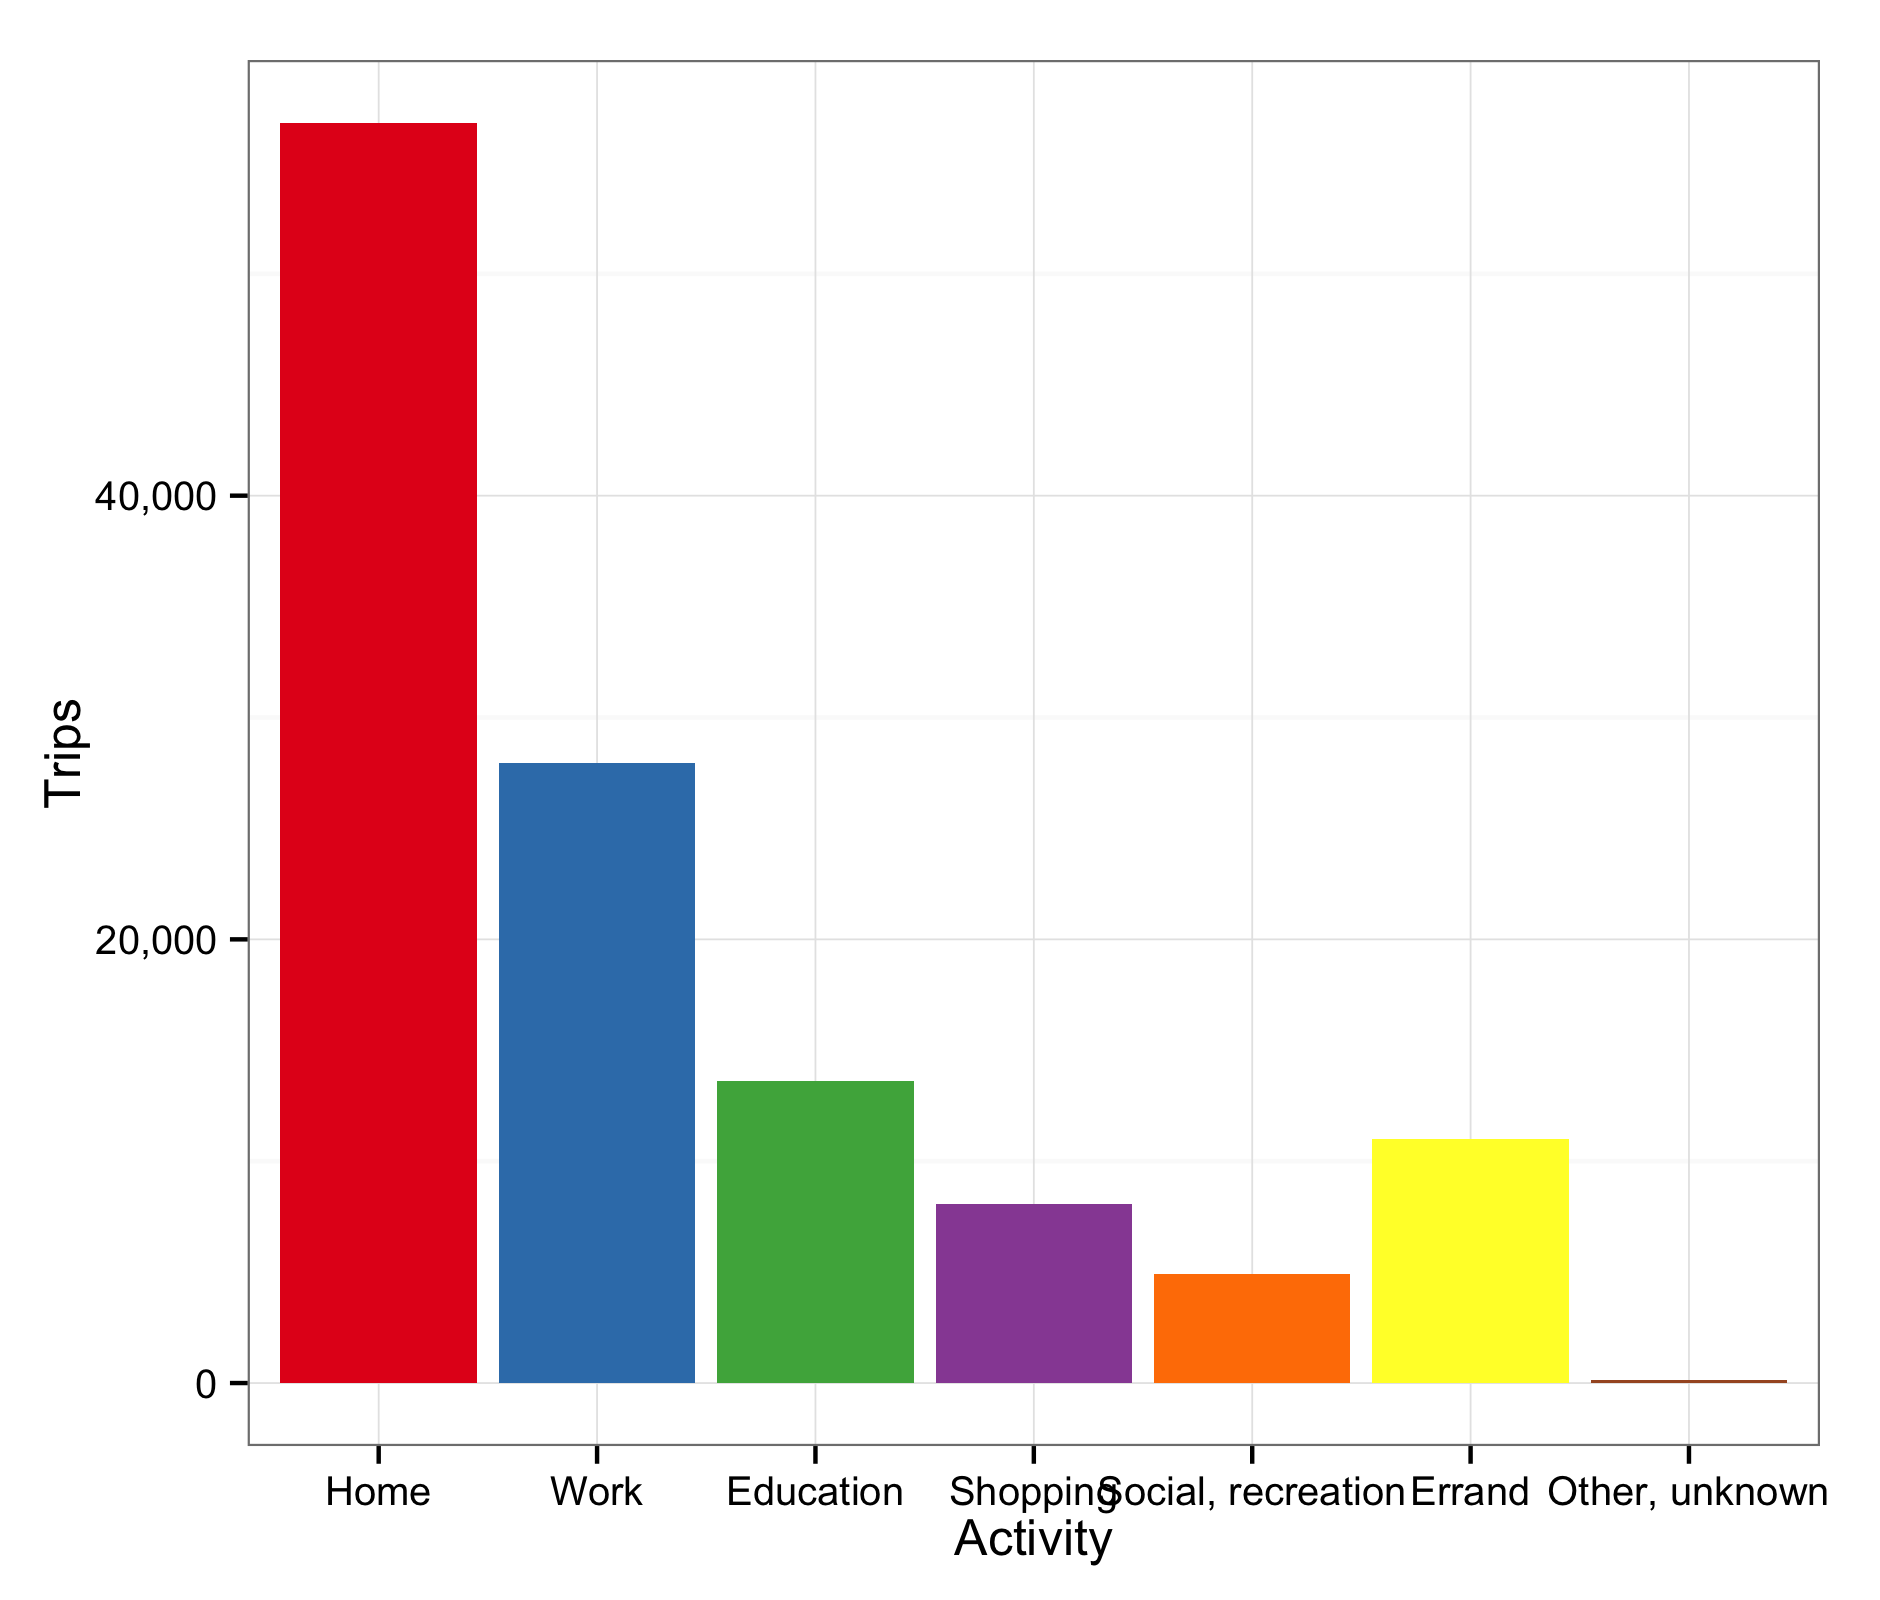 Trips
40,000
20,000
0
Home Work Education Shopping Social, recreation Errand Other, unknown
Activity